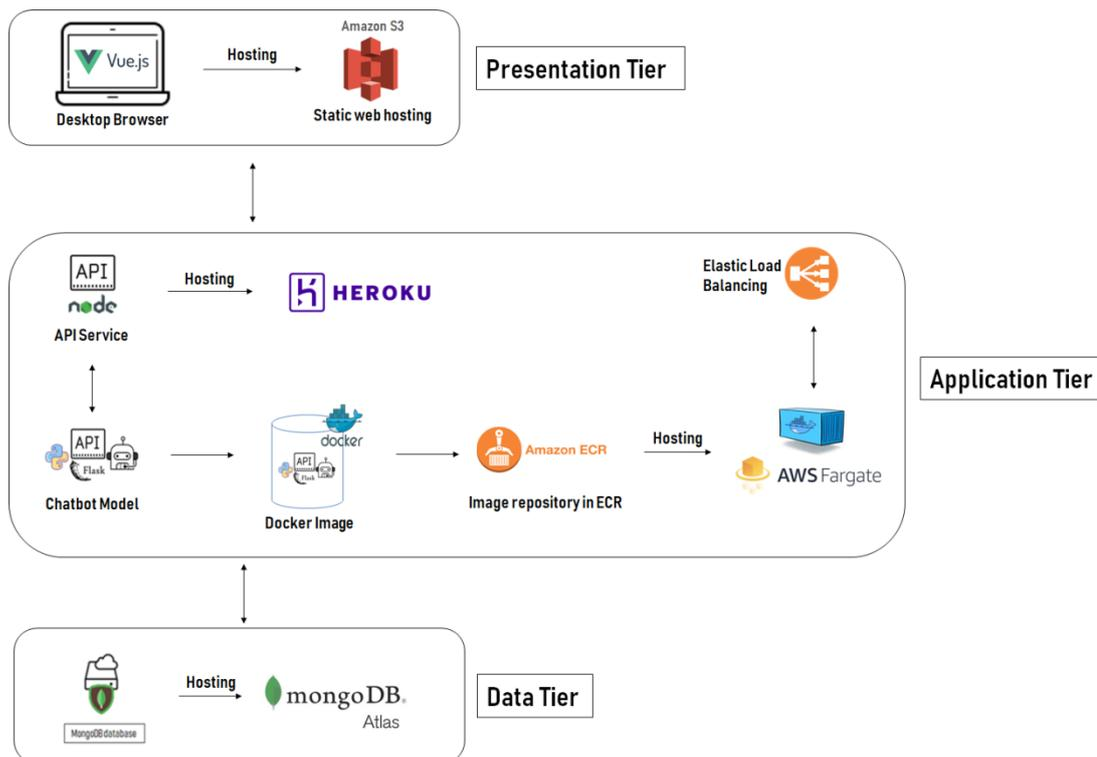 Amazon S3
Vue.js
Hosting
Desktop Browser
Static web hosting
Presentation Tier
API
node
Hosting
HEROKU
API Service
Elastic Load
Balancing
Application Tier
API
Flask
Chatbot Model
docker
API
Flask
Docker Image
Amazon ECR
Image repository in ECR
Hosting
AWS Fargate
Hosting
mongoDB.
Atlas
MongoDB database
Data Tier